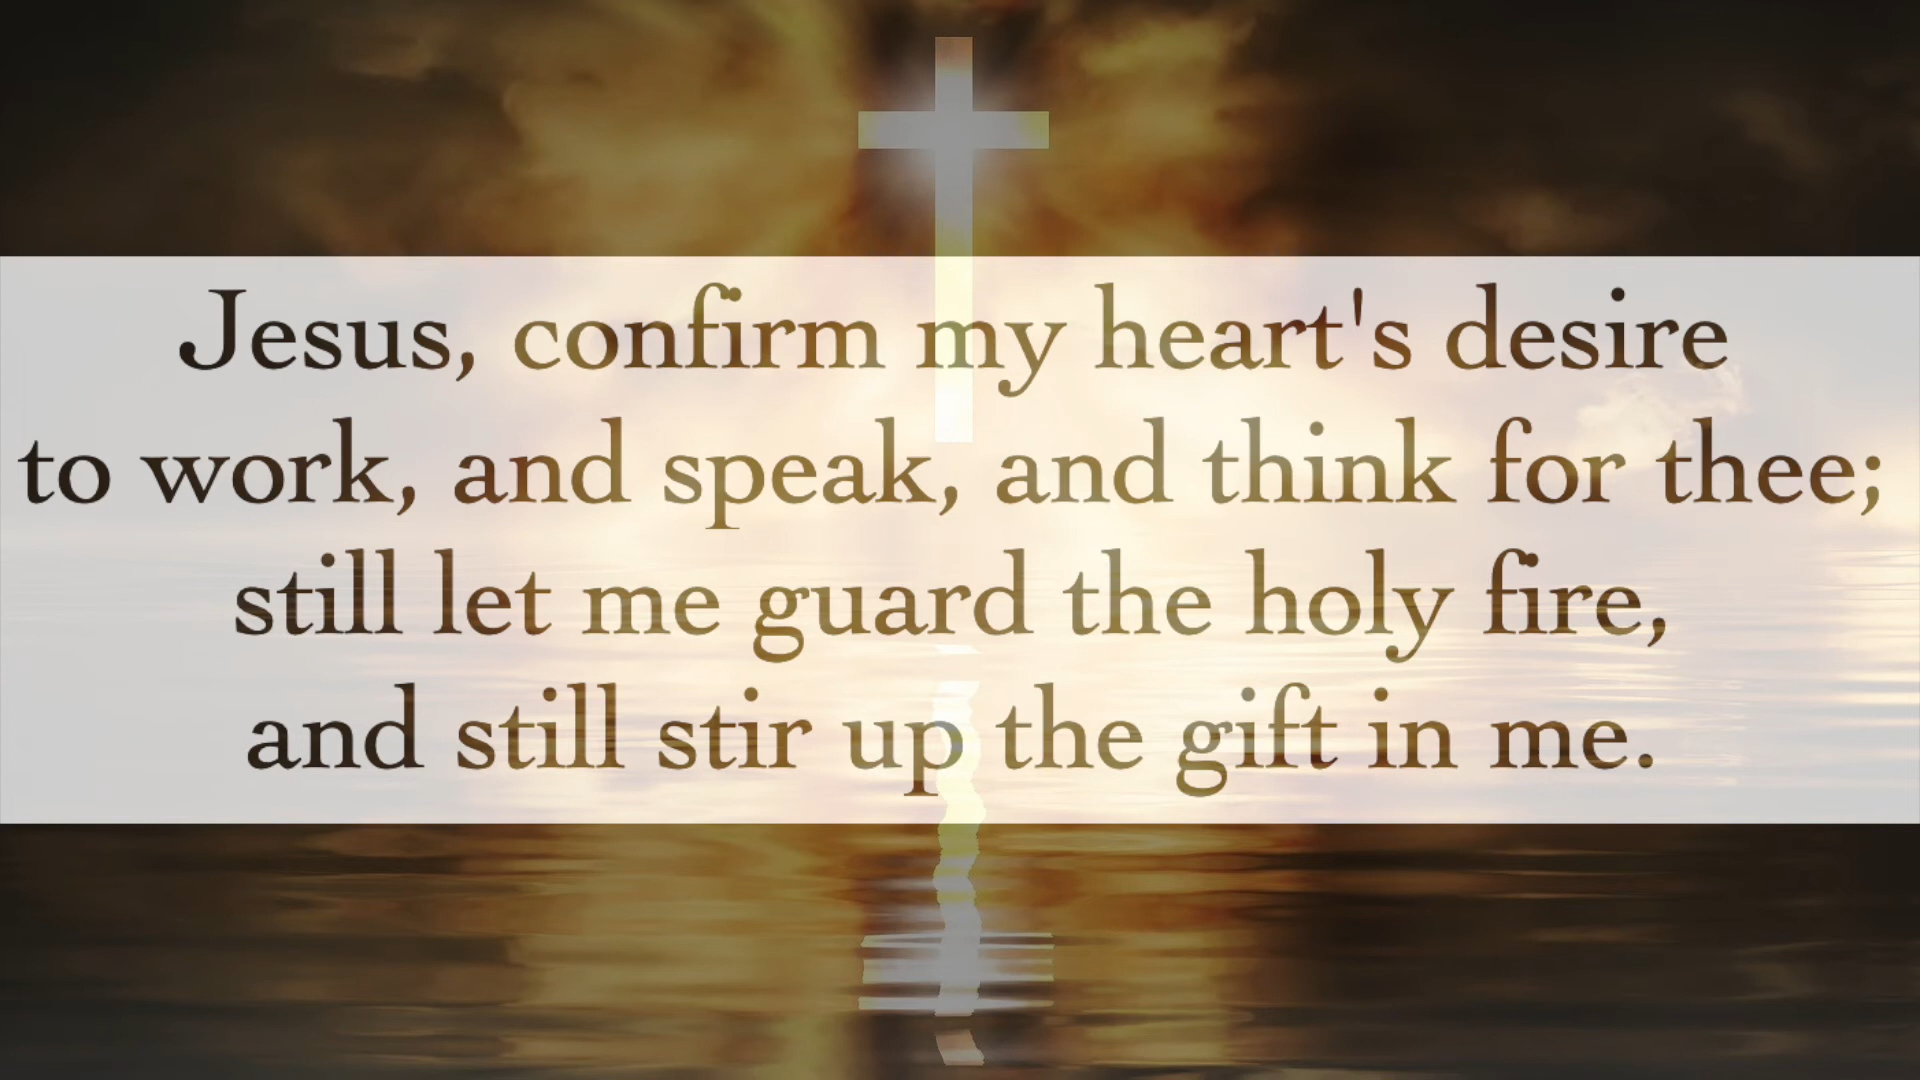 Jesus, confirm my heart's desire
to work, and speak, and think for thee;
still let me guard the holy fire,
and still stir up the gift in me.